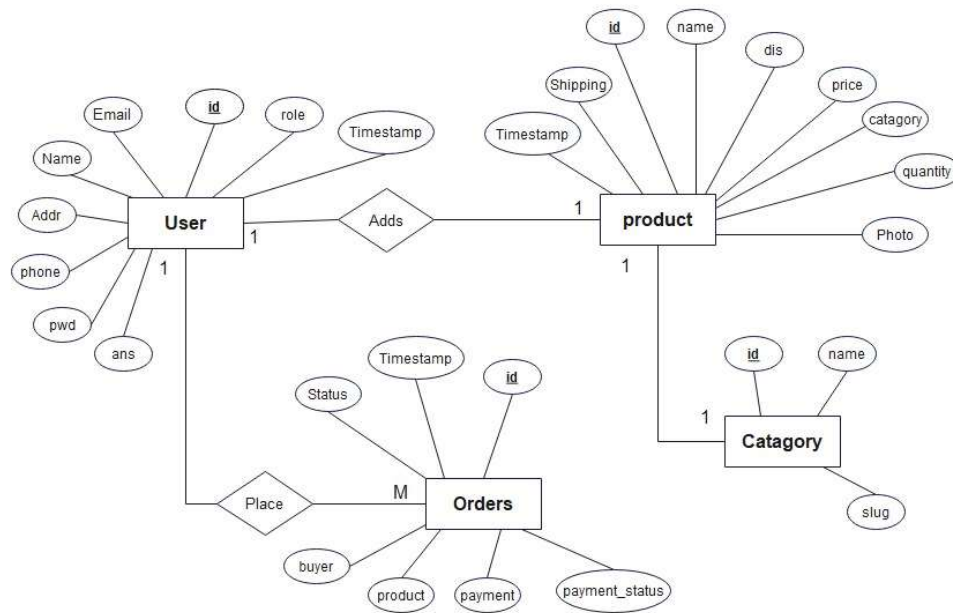 id
name
dis
Shipping
price
Email
id
role
Timestamp
Timestamp
catagory
Name
quantity
Addr
User
1
Adds
1
product
Photo
phone
1
1
pwd
ans
Timestamp
id
name
id
Status
1
Catagory
Place
M
Orders
slug
buyer
product
payment
payment_status